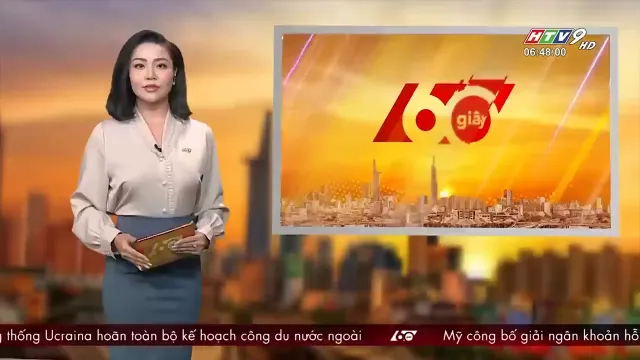 HTV9 HD
06:48:00
60 giây
g thống Ucraina hoãn toàn bộ kế hoạch công du nước ngoài 60 Mỹ công bố giải ngân khoản hỗ